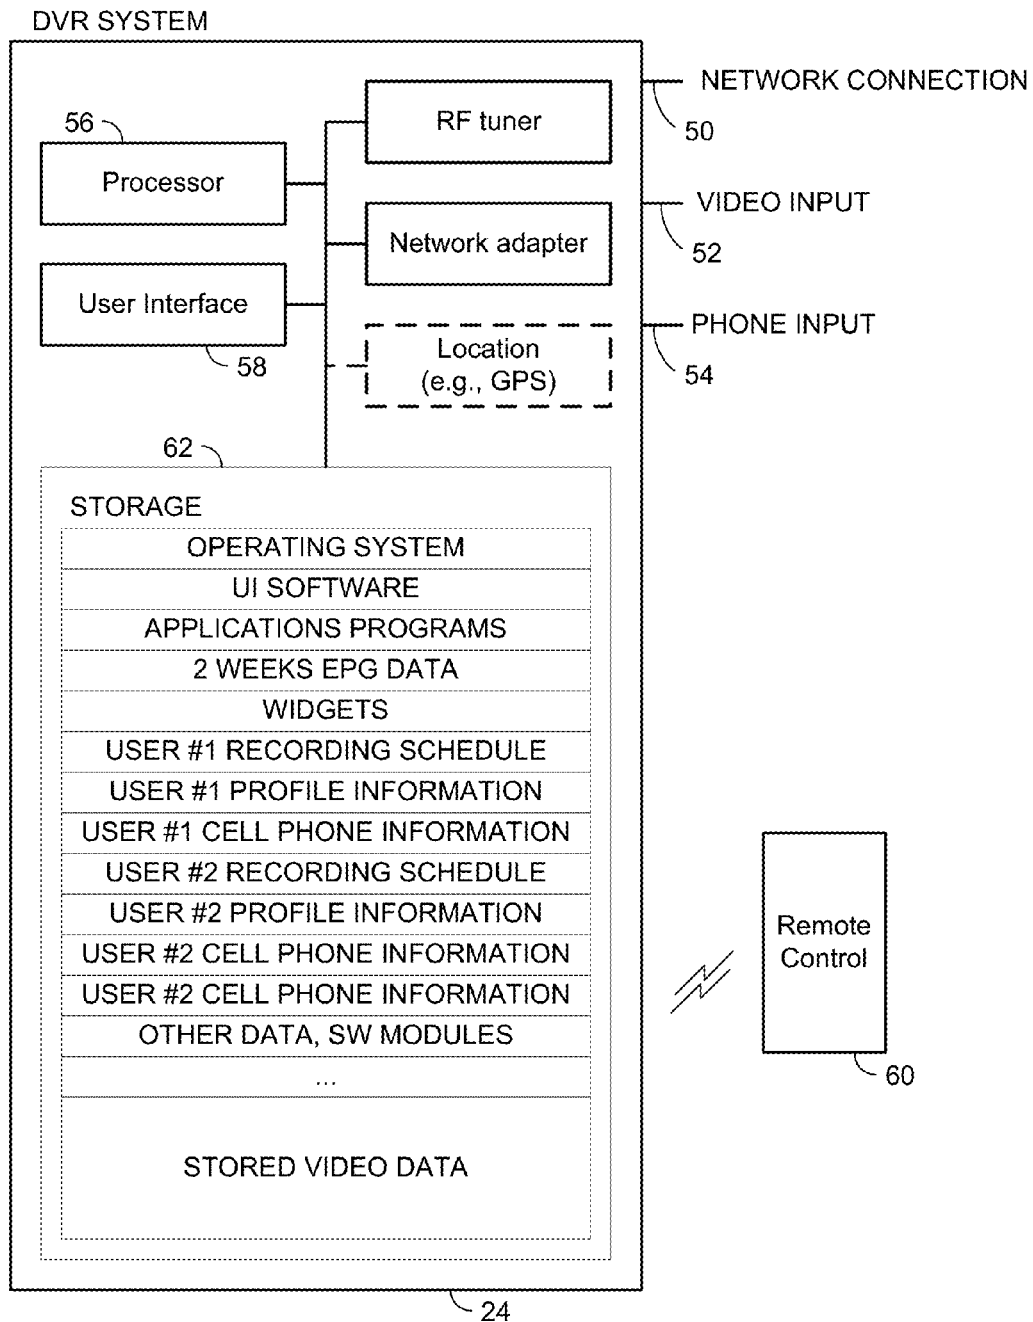 DVR SYSTEM
NETWORK CONNECTION
50
RF tuner
56
Processor
VIDEO INPUT
52
Network adapter
User Interface
58
PHONE INPUT
54
Location
(e.g., GPS)
62
STORAGE
OPERATING SYSTEM
UI SOFTWARE
APPLICATIONS PROGRAMS
2 WEEKS EPG DATA
WIDGETS
USER #1 RECORDING SCHEDULE
USER #1 PROFILE INFORMATION
USER #1 CELL PHONE INFORMATION
USER #2 RECORDING SCHEDULE
USER #2 PROFILE INFORMATION
USER #2 CELL PHONE INFORMATION
USER #2 CELL PHONE INFORMATION
OTHER DATA, SW MODULES
...
STORED VIDEO DATA
Remote
Control
60
24